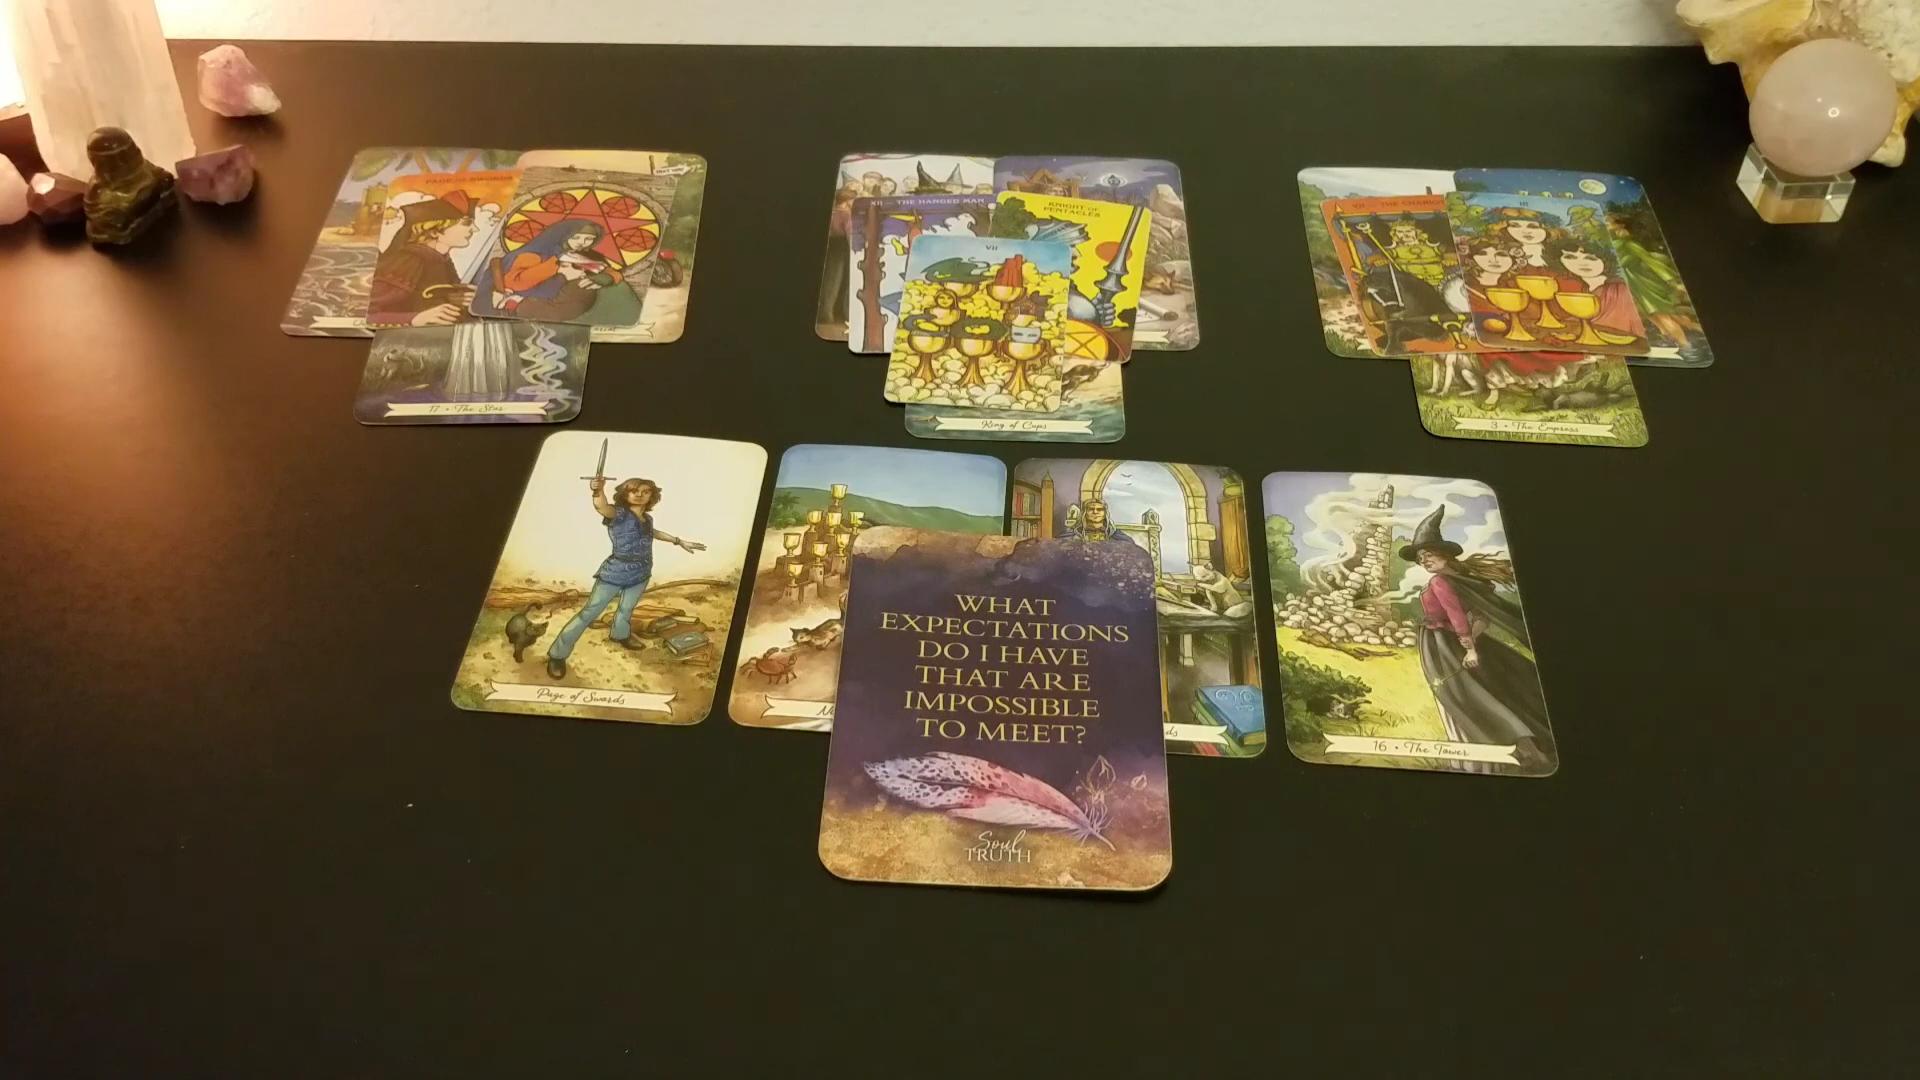 PAGE OF SWORDS
XII — THE HANGED MAN
KNIGHT OF
PENTACLES
VII
VII — THE CHARIOT
III
17 • The Star
King of Cups
3 • The Empress
Page of Swords
16 • The Tower
WHAT
EXPECTATIONS
DO I HAVE
THAT ARE
IMPOSSIBLE
TO MEET?
Soul
TRUTH